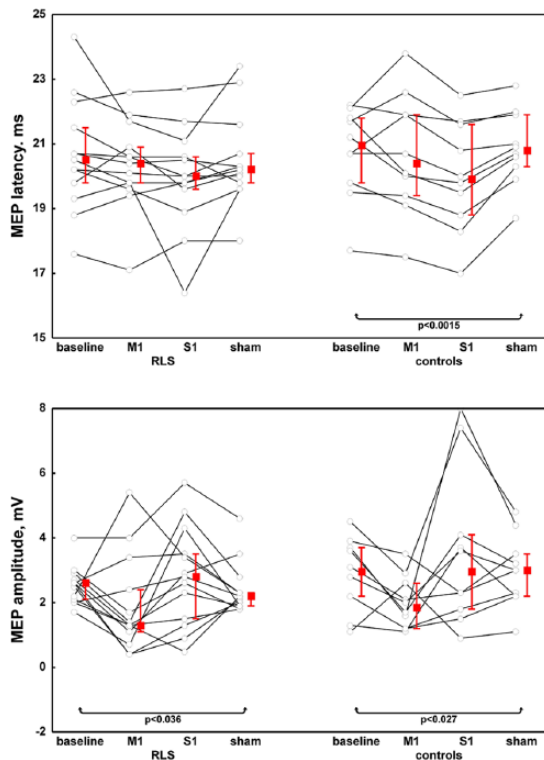 25
23
21
19
17
15
MEP latency. ms
p<0.0015
baseline M1 S1 sham baseline M1 S1 sham
RLS controls
8
6
4
2
0
-2
MEP amplitude, mV
p<0.036 p<0.027
baseline M1 S1 sham baseline M1 S1 sham
RLS controls